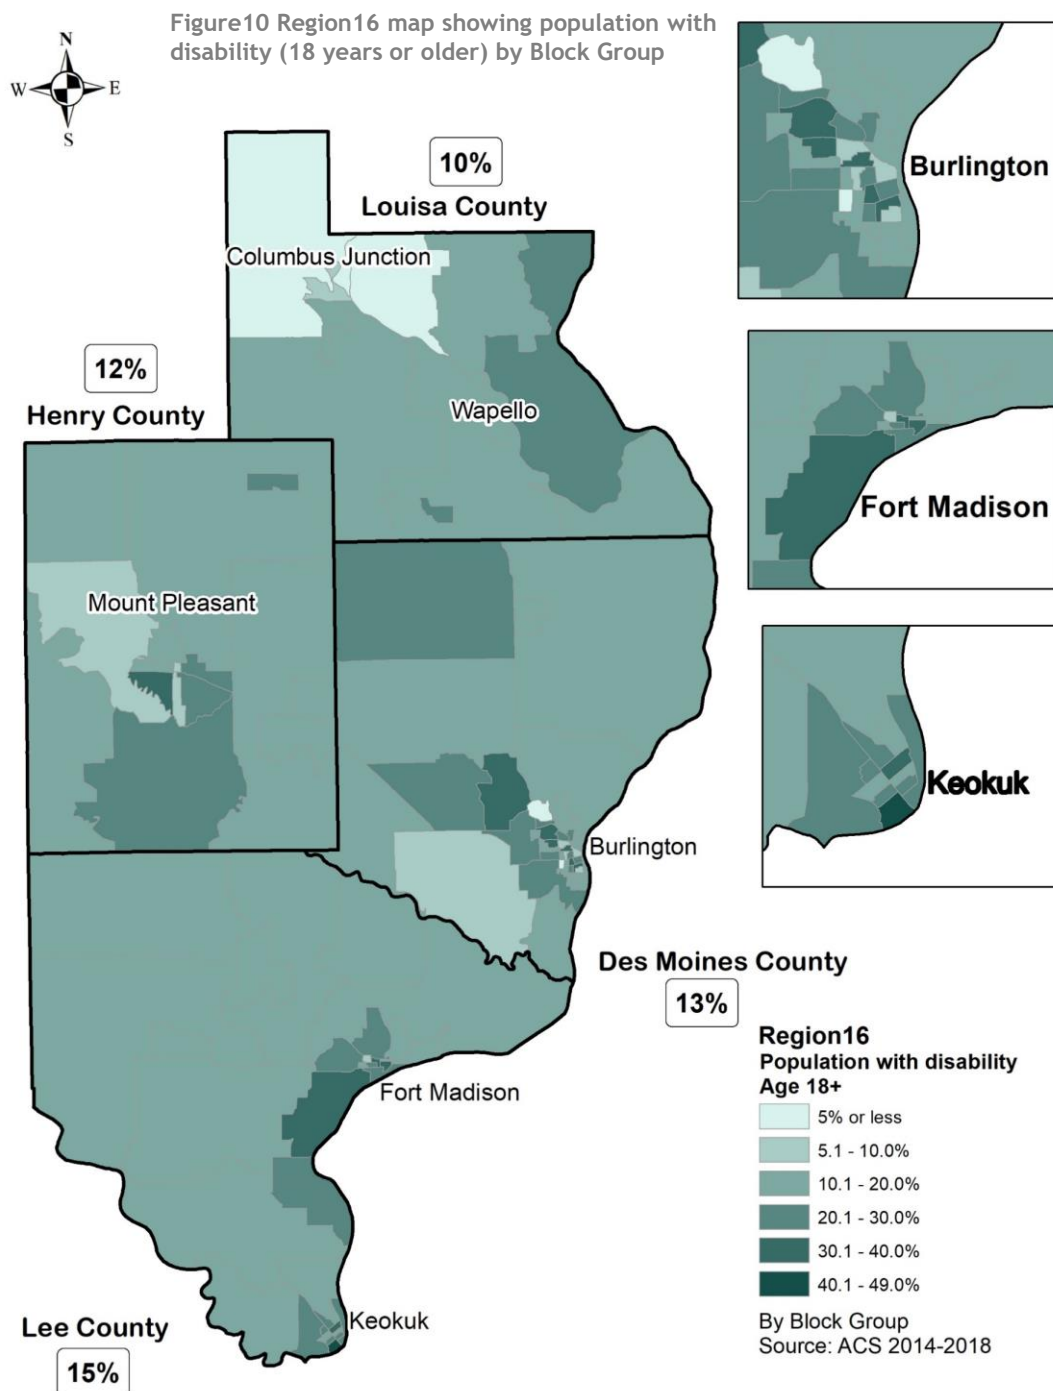 Figure10 Region16 map showing population with
disability (18 years or older) by Block Group
N
W
E
S
10%
Louisa County
Columbus Junction
Burlington
12%
Henry County
Wapello
Fort Madison
Mount Pleasant
Keokuk
Burlington
Des Moines County
13%
Fort Madison
Region16
Population with disability
Age 18+
5% or less
5.1 - 10.0%
10.1 - 20.0%
20.1 - 30.0%
30.1 - 40.0%
40.1 - 49.0%
By Block Group
Source: ACS 2014-2018
Keokuk
Lee County
15%